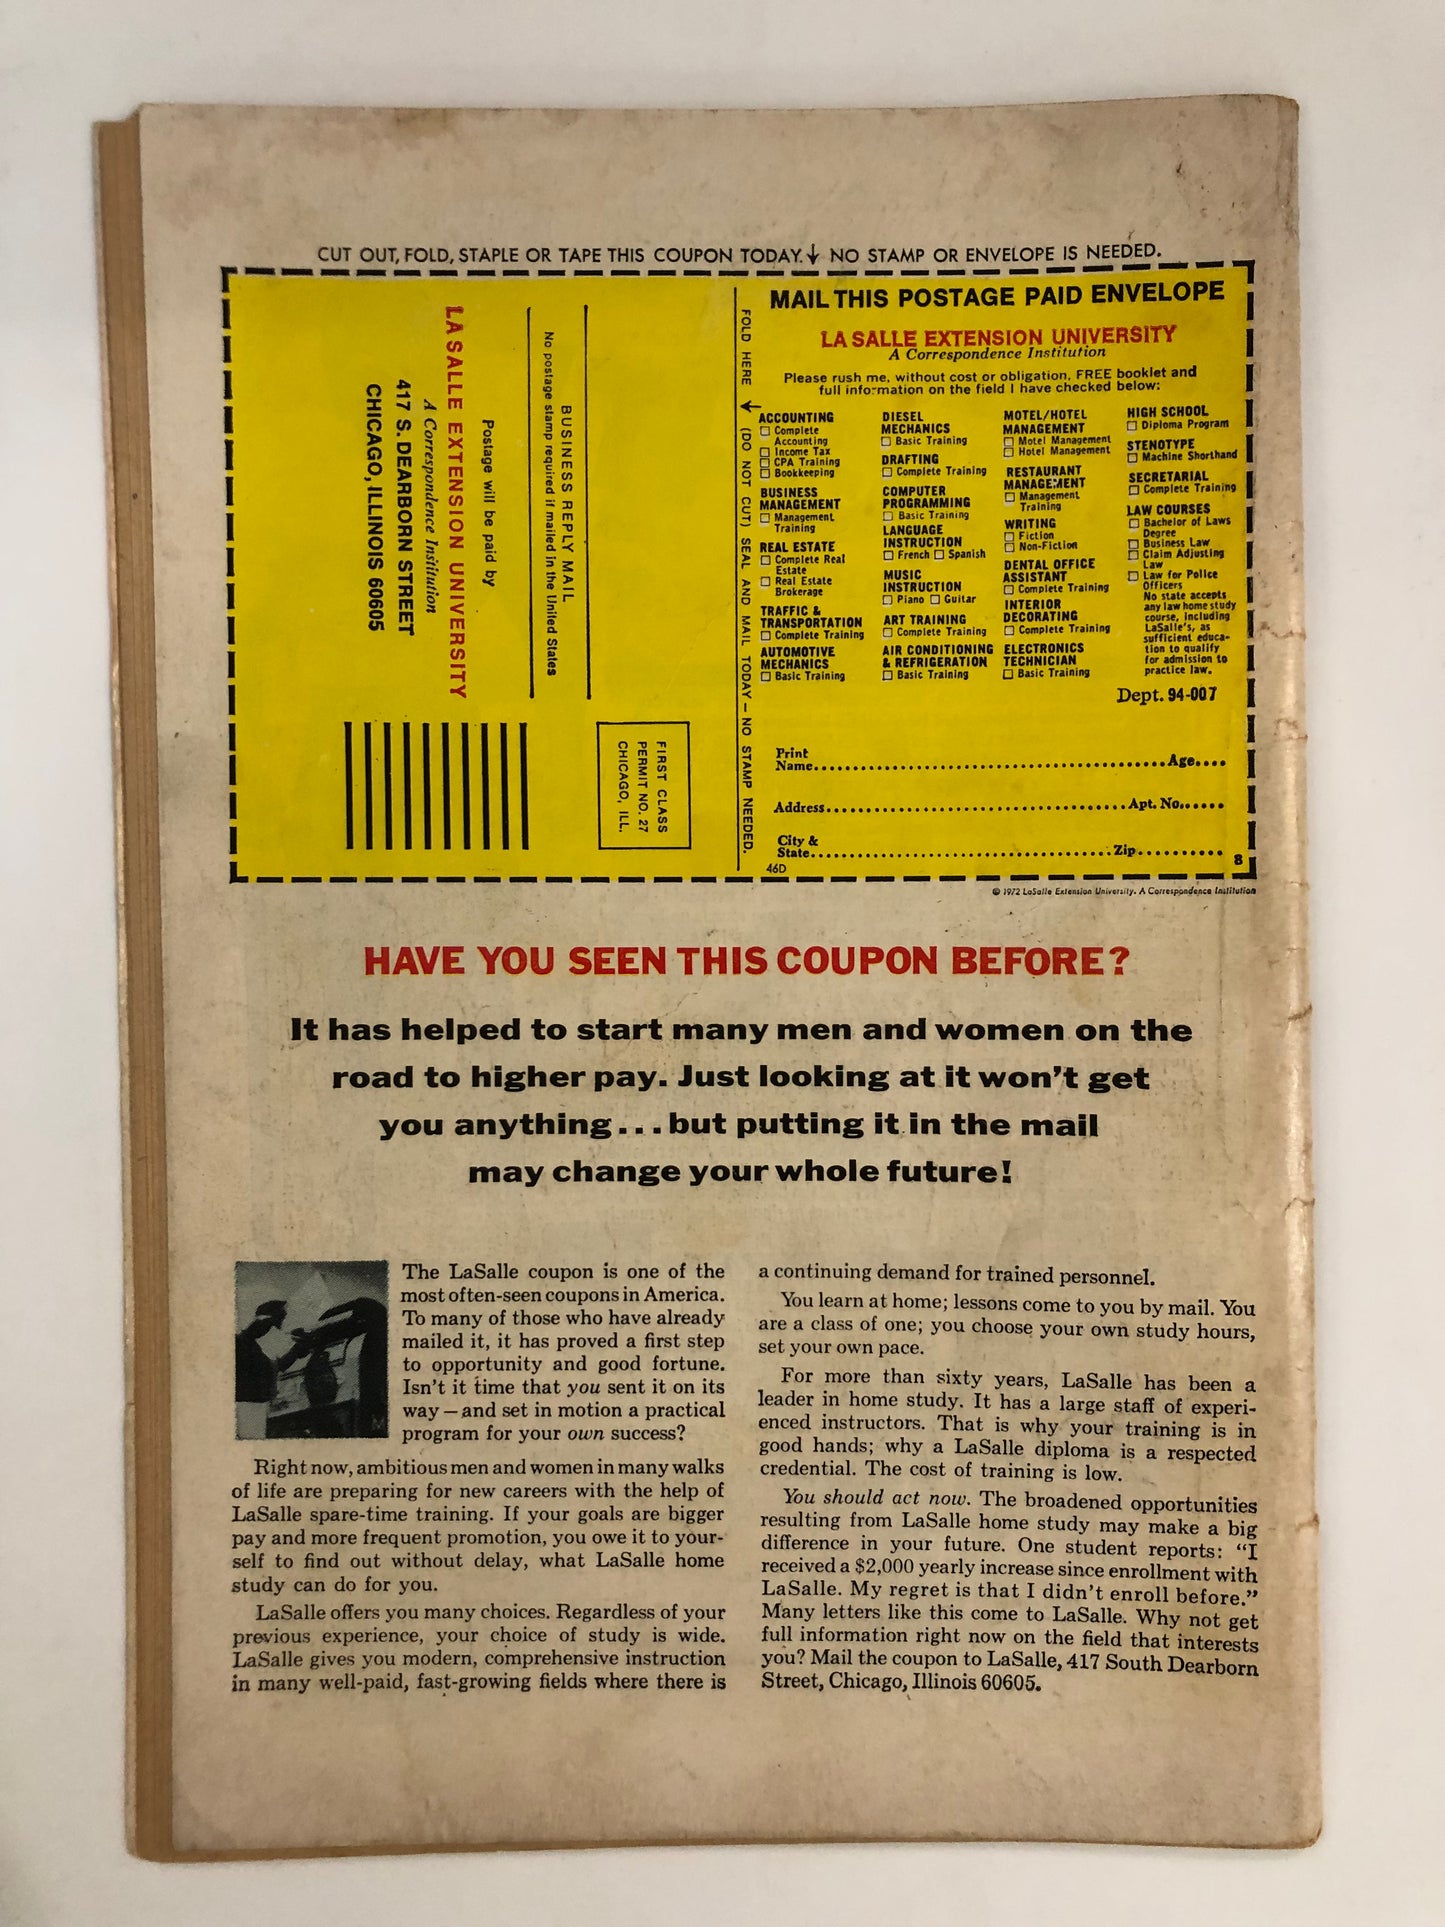 CUT OUT, FOLD, STAPLE OR TAPE THIS COUPON TODAY. ↓ NO STAMP OR ENVELOPE IS NEEDED.
BUSINESS REPLY MAIL
No postage stamp required if mailed in the United States
Postage will be paid by
LA SALLE EXTENSION UNIVERSITY
A Correspondence Institution
417 S. DEARBORN STREET
CHICAGO, ILLINOIS 60605
FIRST CLASS
PERMIT NO. 27
CHICAGO, ILL.
FOLD HERE ← (DO NOT CUT) SEAL AND MAIL TODAY — NO STAMP NEEDED.
MAIL THIS POSTAGE PAID ENVELOPE
LA SALLE EXTENSION UNIVERSITY
A Correspondence Institution
Please rush me, without cost or obligation, FREE booklet and
full information on the field I have checked below:
ACCOUNTING
☐ Complete
Accounting
☐ Income Tax
☐ CPA Training
☐ Bookkeeping
BUSINESS
MANAGEMENT
☐ Management
Training
REAL ESTATE
☐ Complete Real
Estate
☐ Real Estate
Brokerage
TRAFFIC &
TRANSPORTATION
☐ Complete Training
AUTOMOTIVE
MECHANICS
☐ Basic Training
DIESEL
MECHANICS
☐ Basic Training
DRAFTING
☐ Complete Training
COMPUTER
PROGRAMMING
☐ Basic Training
LANGUAGE
INSTRUCTION
☐ French ☐ Spanish
MUSIC
INSTRUCTION
☐ Piano ☐ Guitar
ART TRAINING
☐ Complete Training
AIR CONDITIONING
& REFRIGERATION
☐ Basic Training
MOTEL/HOTEL
MANAGEMENT
☐ Motel Management
☐ Hotel Management
RESTAURANT
MANAGEMENT
☐ Management
Training
WRITING
☐ Fiction
☐ Non-Fiction
DENTAL OFFICE
ASSISTANT
☐ Complete Training
INTERIOR
DECORATING
☐ Complete Training
ELECTRONICS
TECHNICIAN
☐ Basic Training
HIGH SCHOOL
☐ Diploma Program
STENOTYPE
☐ Machine Shorthand
SECRETARIAL
☐ Complete Training
LAW COURSES
☐ Bachelor of Laws
Degree
☐ Business Law
☐ Claim Adjusting
Law
☐ Law for Police
Officers
No state accepts
any law home study
course, including
LaSalle's, as
sufficient educa-
tion to qualify
for admission to
practice law.
Dept. 94-007
Print
Name........................................Age....
Address........................................Apt. No......
City &
State........................................Zip...........
46D
8
© 1972 LaSalle Extension University. A Correspondence Institution
HAVE YOU SEEN THIS COUPON BEFORE?
It has helped to start many men and women on the
road to higher pay. Just looking at it won't get
you anything... but putting it in the mail
may change your whole future!
The LaSalle coupon is one of the
most often-seen coupons in America.
To many of those who have already
mailed it, it has proved a first step
to opportunity and good fortune.
Isn't it time that you sent it on its
way—and set in motion a practical
program for your own success?
Right now, ambitious men and women in many walks
of life are preparing for new careers with the help of
LaSalle spare-time training. If your goals are bigger
pay and more frequent promotion, you owe it to your-
self to find out without delay, what LaSalle home
study can do for you.
LaSalle offers you many choices. Regardless of your
previous experience, your choice of study is wide.
LaSalle gives you modern, comprehensive instruction
in many well-paid, fast-growing fields where there is
a continuing demand for trained personnel.
You learn at home; lessons come to you by mail. You
are a class of one; you choose your own study hours,
set your own pace.
For more than sixty years, LaSalle has been a
leader in home study. It has a large staff of experi-
enced instructors. That is why your training is in
good hands; why a LaSalle diploma is a respected
credential. The cost of training is low.
You should act now. The broadened opportunities
resulting from LaSalle home study may make a big
difference in your future. One student reports: "I
received a $2,000 yearly increase since enrollment with
LaSalle. My regret is that I didn't enroll before."
Many letters like this come to LaSalle. Why not get
full information right now on the field that interests
you? Mail the coupon to LaSalle, 417 South Dearborn
Street, Chicago, Illinois 60605.